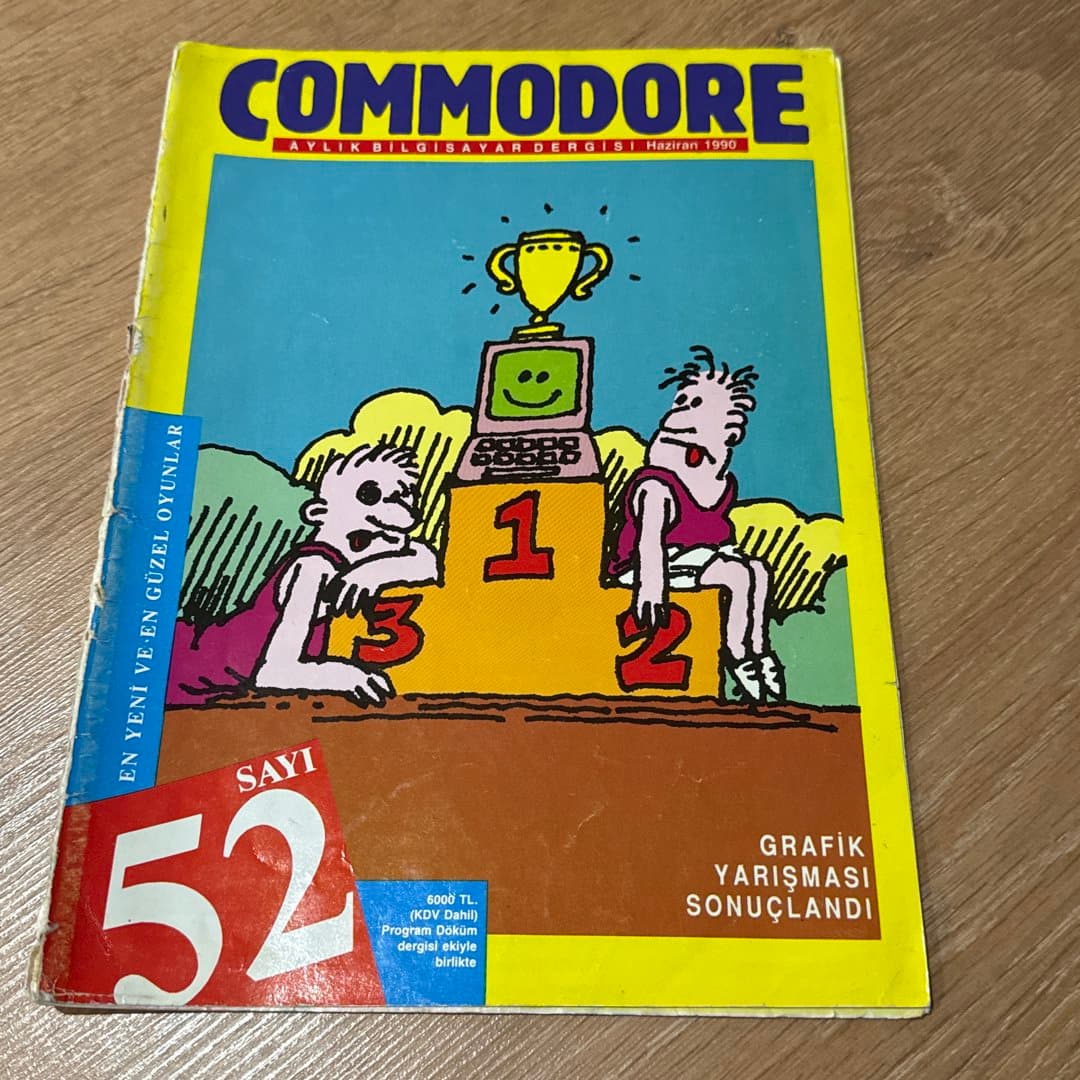 COMMODORE
AYLIK BİLGİSAYAR DERGİSİ Haziran 1990
1
3
2
EN YENİ VE EN GÜZEL OYUNLAR
SAYI
52
6000 TL.
(KDV Dahil)
Program Döküm
dergisi ekiyle
birlikte
GRAFİK
YARIŞMASI
SONUÇLANDI